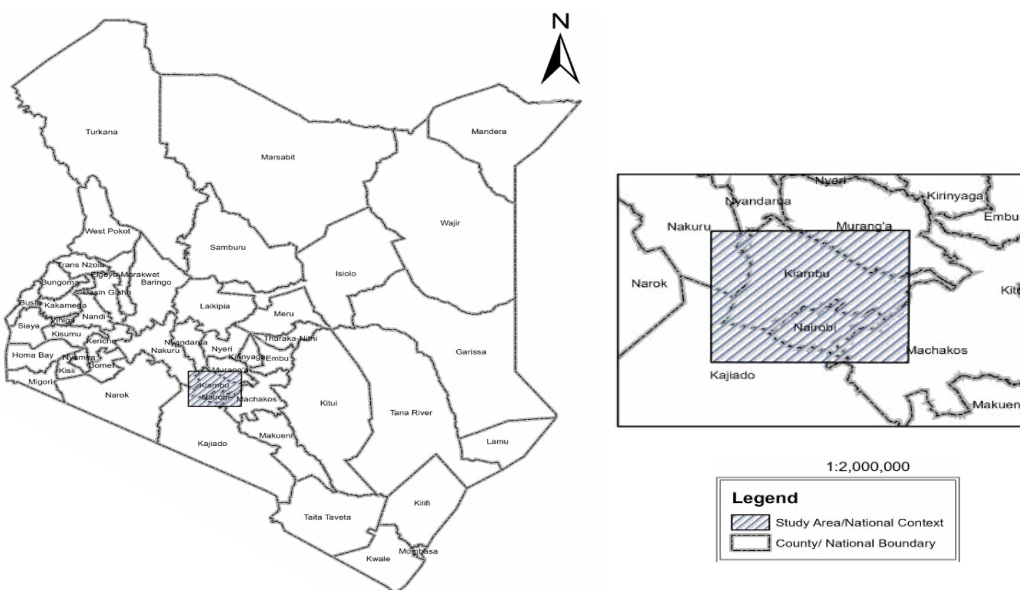 N
Mandera
Turkana
Marsabit
Wajir
West Pokot
Samburu
Trans Nzoia
Elgeyo Marakwet
Isiolo
Bungoma
Baringo
Uasin Gishu
Busia
Kakamega
Laikipia
Meru
Vihiga
Nandi
Siaya
Kisumu
Kericho
Nyandarua
Tharaka Nithi
Nyeri
Nakuru
Garissa
Homa Bay
Nyamira
Kirinyaga
Embu
Bomet
Kisii
Murang'a
Migori
Kiambu
Narok
Nairobi
Machakos
Kitui
Tana River
Kajiado
Makueni
Lamu
Kilifi
Taita Taveta
Mombasa
Kwale
Nyeri
Kirinyaga
Nyandarua
Embu
Nakuru
Murang'a
Kiambu
Narok
Kitu
Nairobi
Machakos
Kajiado
Makueni
1:2,000,000
Legend
Study Area/National Context
County/ National Boundary